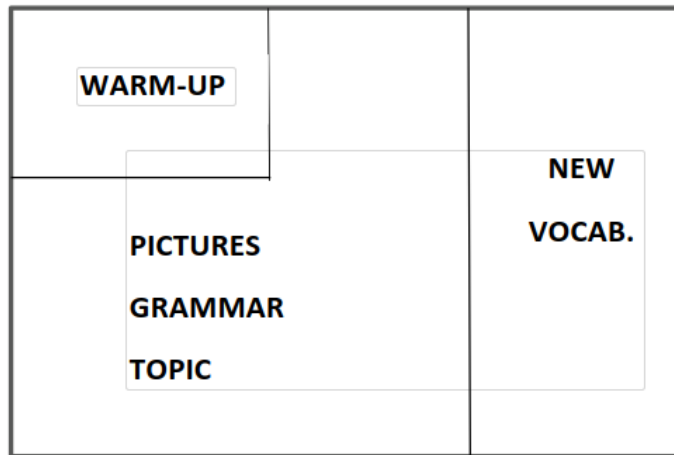 WARM-UP
NEW
VOCAB.
PICTURES
GRAMMAR
TOPIC